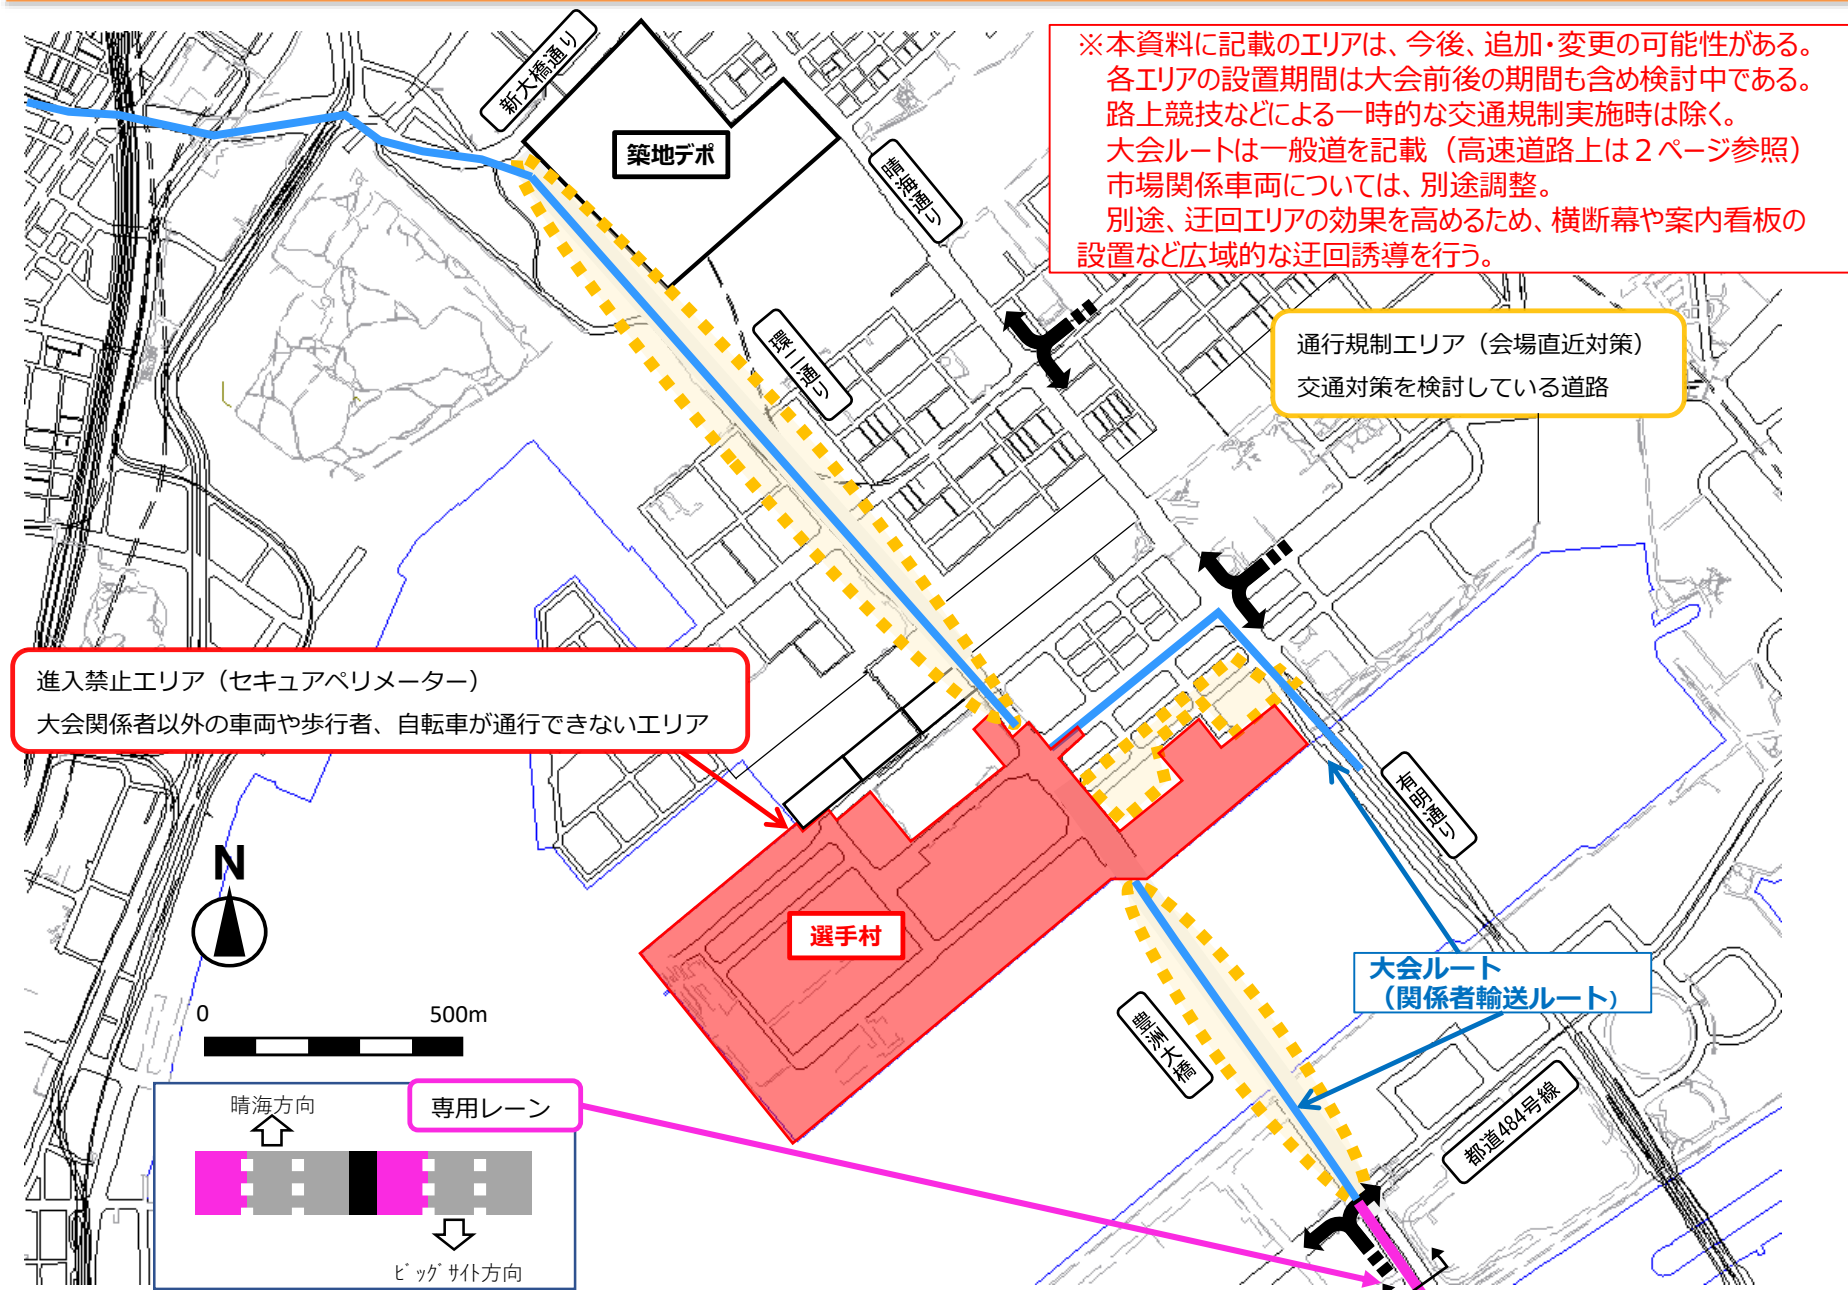 ※本資料に記載のエリアは、今後、追加・変更の可能性がある。
各エリアの設置期間は大会前後の期間も含め検討中である。
路上競技などによる一時的な交通規制実施時は除く。
大会ルートは一般道を記載（高速道路上は２ページ参照）
市場関係車両については、別途調整。
別途、迂回エリアの効果を高めるため、横断幕や案内看板の
設置など広域的な迂回誘導を行う。
新大橋通り
築地デポ
晴海通り
環二通り
通行規制エリア（会場直近対策）
交通対策を検討している道路
進入禁止エリア（セキュアペリメーター）
大会関係者以外の車両や歩行者、自転車が通行できないエリア
有明通り
N
選手村
大会ルート
（関係者輸送ルート）
0
500m
豊洲大橋
都道484号線
専用レーン
晴海方向
ﾋﾞｯｸﾞｻｲﾄ方向